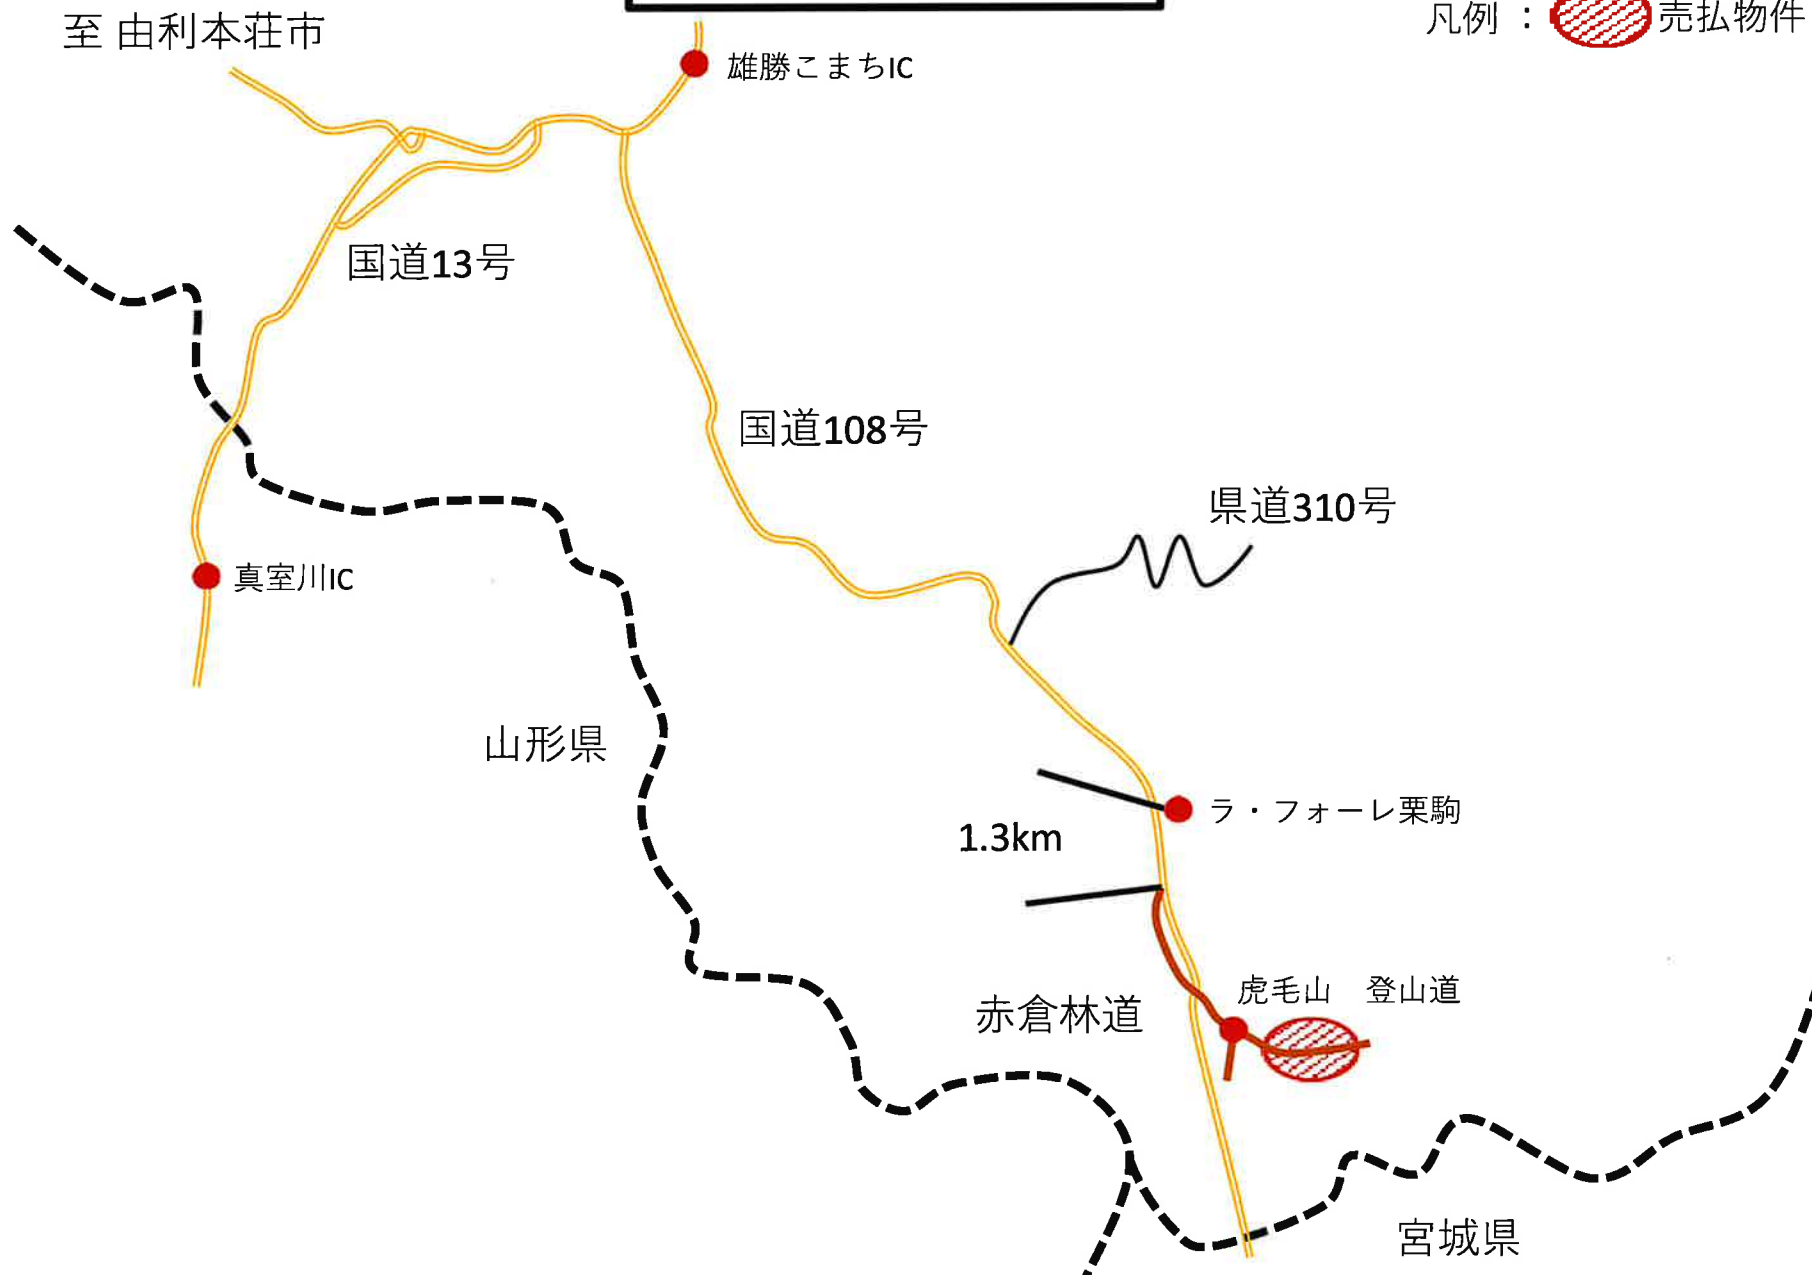 至 由利本荘市
凡例 : 売払物件
雄勝こまちIC
国道13号
国道108号
県道310号
真室川IC
山形県
ラ・フォーレ栗駒
1.3km
虎毛山 登山道
赤倉林道
宮城県